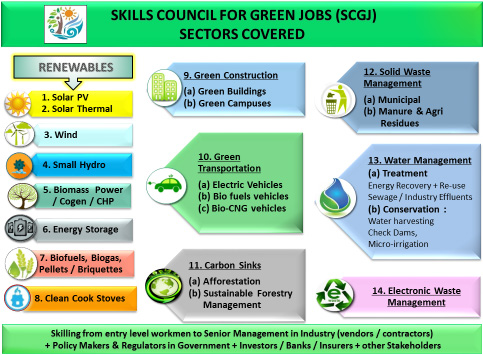 SKILLS COUNCIL FOR GREEN JOBS (SCGJ)
SECTORS COVERED
RENEWABLES
1. Solar PV
2. Solar Thermal
3. Wind
4. Small Hydro
5. Biomass Power
/ Cogen / CHP
6. Energy Storage
7. Biofuels, Biogas,
Pellets / Briquettes
8. Clean Cook Stoves
9. Green Construction
(a) Green Buildings
(b) Green Campuses
10. Green
Transportation
(a) Electric Vehicles
(b) Bio fuels vehicles
(c) Bio-CNG vehicles
11. Carbon Sinks
(a) Afforestation
(b) Sustainable Forestry
Management
12. Solid Waste
Management
(a) Municipal
(b) Manure & Agri
Residues
13. Water Management
(a) Treatment
Energy Recovery + Re-use
Sewage / Industry Effluents
(b) Conservation :
Water harvesting
Check Dams,
Micro-irrigation
14. Electronic Waste
Management
Skilling from entry level workmen to Senior Management in Industry (vendors / contractors)
+ Policy Makers & Regulators in Government + Investors / Banks / Insurers + other Stakeholders